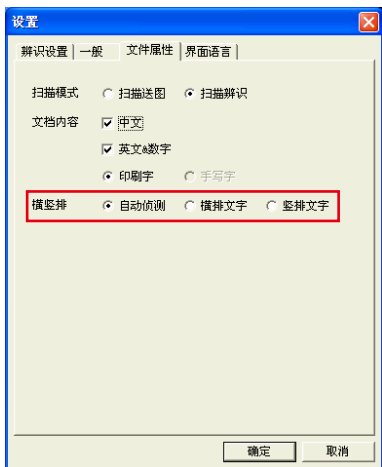 设置
辨识设置 一般 文件属性 界面语言
扫描模式 扫描送图 扫描辨识
文档内容 中文
英文&数字
印刷字 手写字
横竖排 自动侦测 横排文字 竖排文字
确定 取消